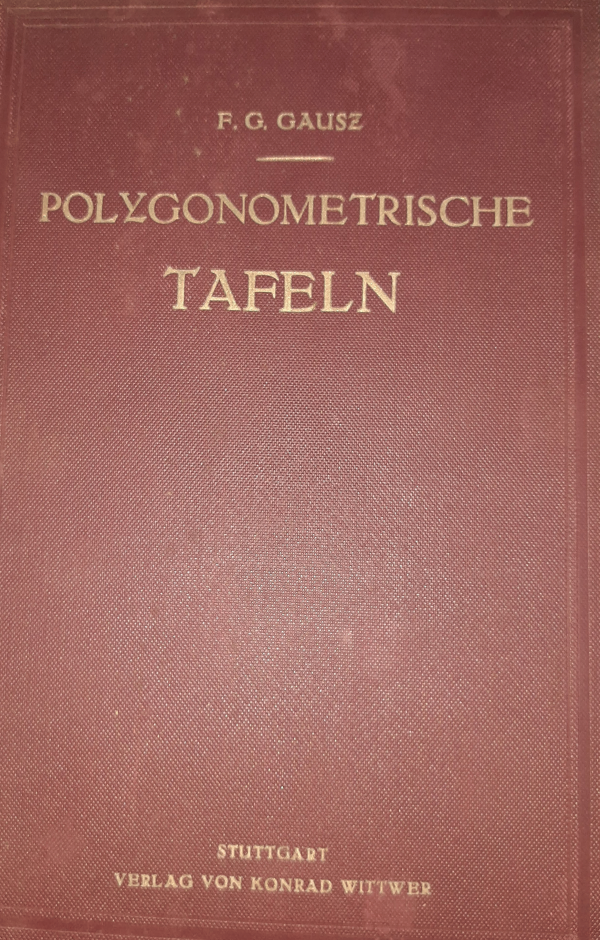 F. G. GAUSZ
POLYGONOMETRISCHE
TAFELN
STUTTGART
VERLAG VON KONRAD WITTWER